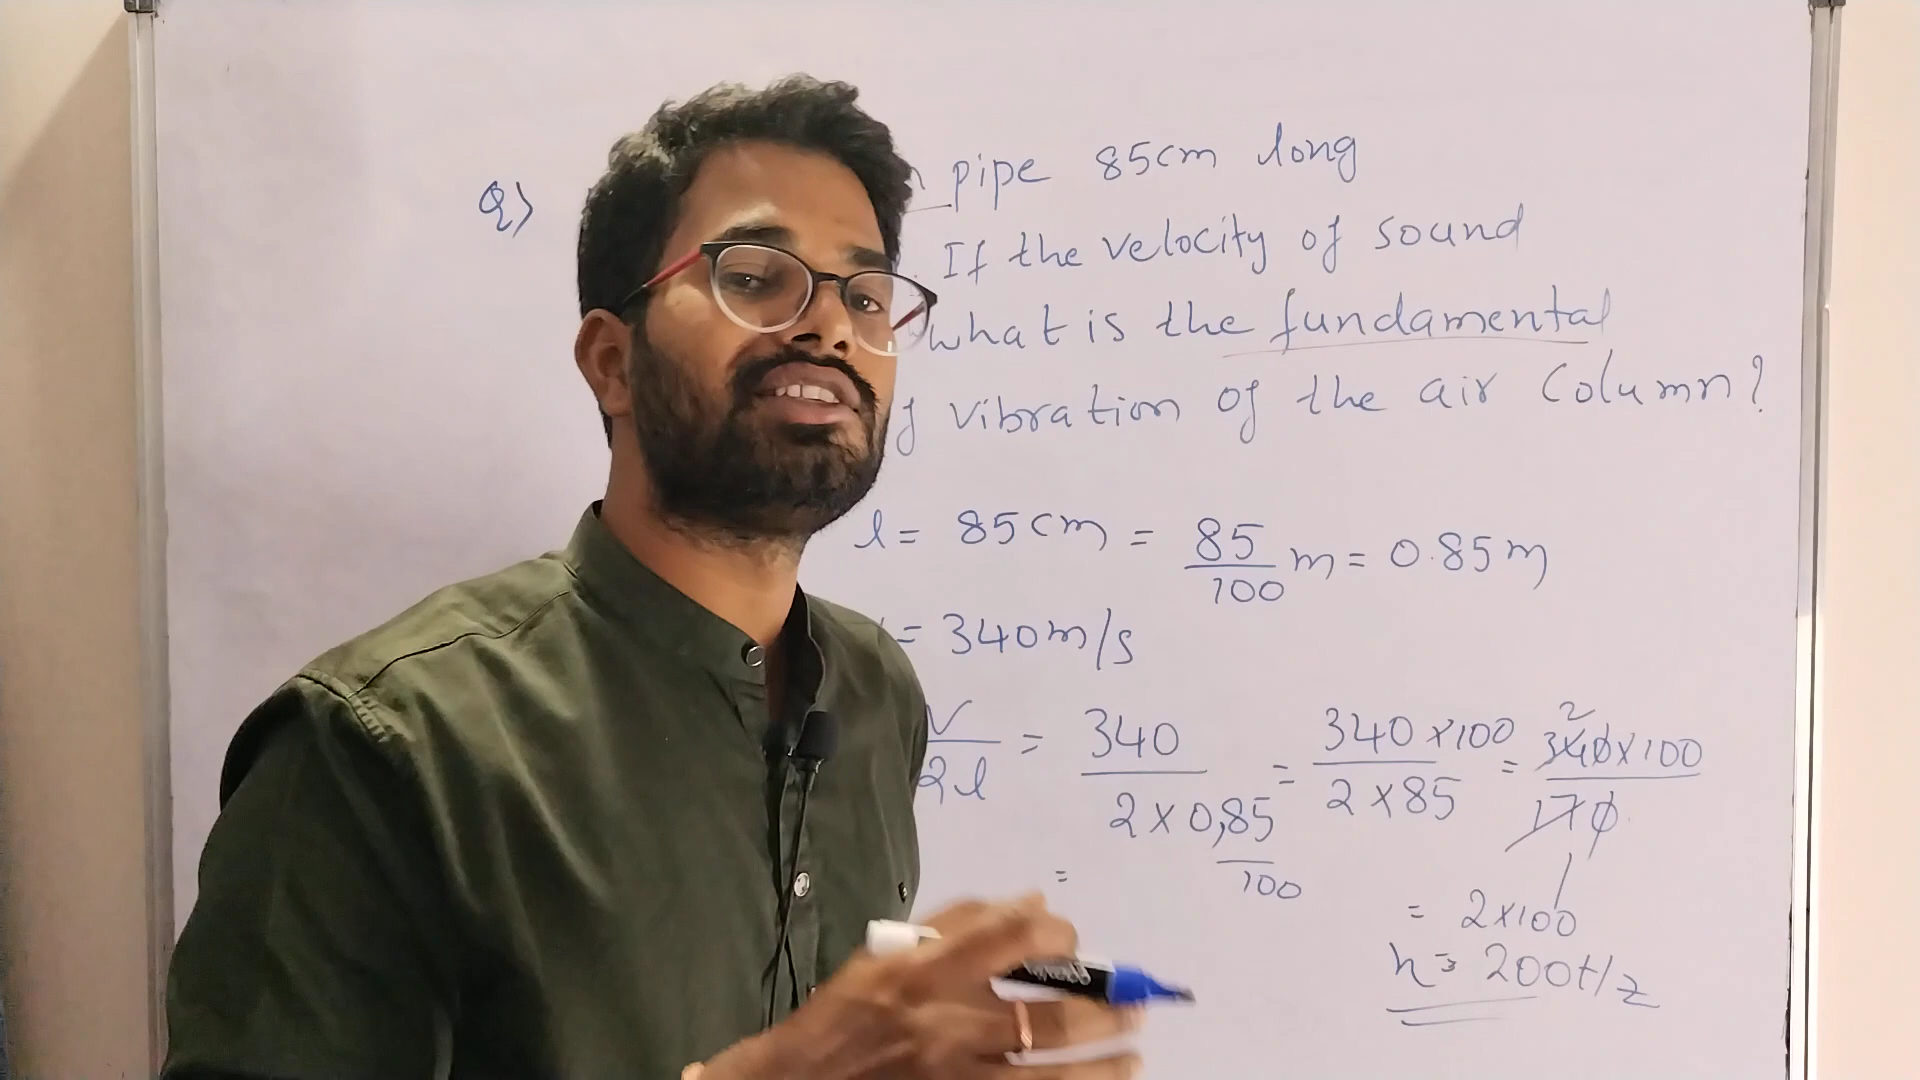 Q) pipe 85cm long
If the velocity of sound
what is the fundamental
vibration of the air column?
l = 85cm = 85/100 m = 0.85m
= 340m/s
V/2l = 340/2×0,85/100 = 340×100/2×85 = 340×100/170
2
=
= 2×100
n = 200Hz